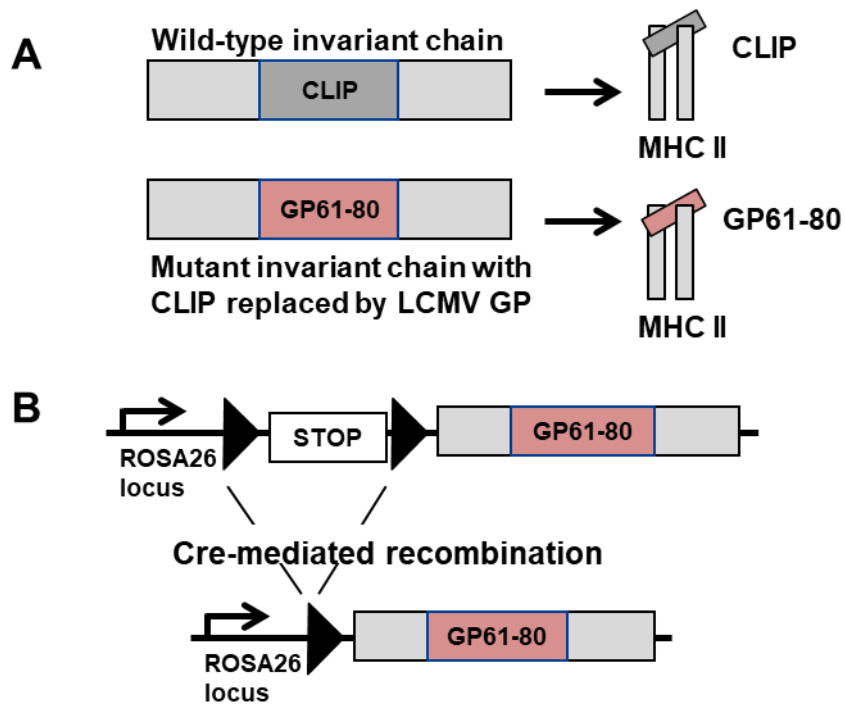 A
Wild-type invariant chain
CLIP
CLIP
MHC II
GP61-80
GP61-80
Mutant invariant chain with
CLIP replaced by LCMV GP
MHC II
B
STOP
GP61-80
ROSA26
locus
Cre-mediated recombination
GP61-80
ROSA26
locus